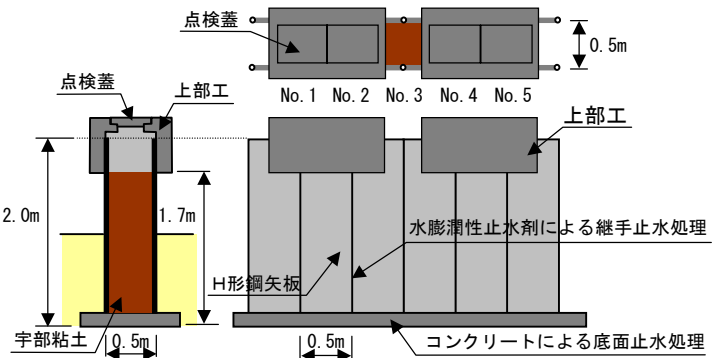 点検蓋
0.5m
No.1 No.2 No.3 No.4 No.5
点検蓋
上部工
上部工
2.0m
1.7m
水膨潤性止水剤による継手止水処理
H形鋼矢板
宇部粘土
0.5m
0.5m
コンクリートによる底面止水処理